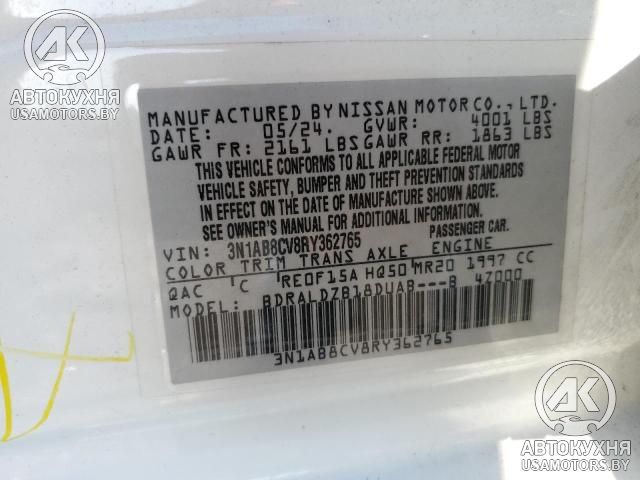 MANUFACTURED BY NISSAN MOTOR CO., LTD.
DATE: 05/24. GVWR: 4001 LBS
GAWR FR: 2161 LBS GAWR RR: 1863 LBS
THIS VEHICLE CONFORMS TO ALL APPLICABLE FEDERAL MOTOR
VEHICLE SAFETY, BUMPER AND THEFT PREVENTION STANDARDS
IN EFFECT ON THE DATE OF MANUFACTURE SHOWN ABOVE.
SEE OWNER'S MANUAL FOR ADDITIONAL INFORMATION.
VIN: 3N1AB8CV8RY362765 PASSENGER CAR.
COLOR TRIM TRANS AXLE ENGINE
QAC C RE0F15A HQ50 MR20 1997 CC
BDRALDZB18DUAB---B 4Z000
3N1AB8CV8RY362765
АК
АВТОКУХНЯ
USAMOTORS.BY
АК
АВТОКУХНЯ
USAMOTORS.BY